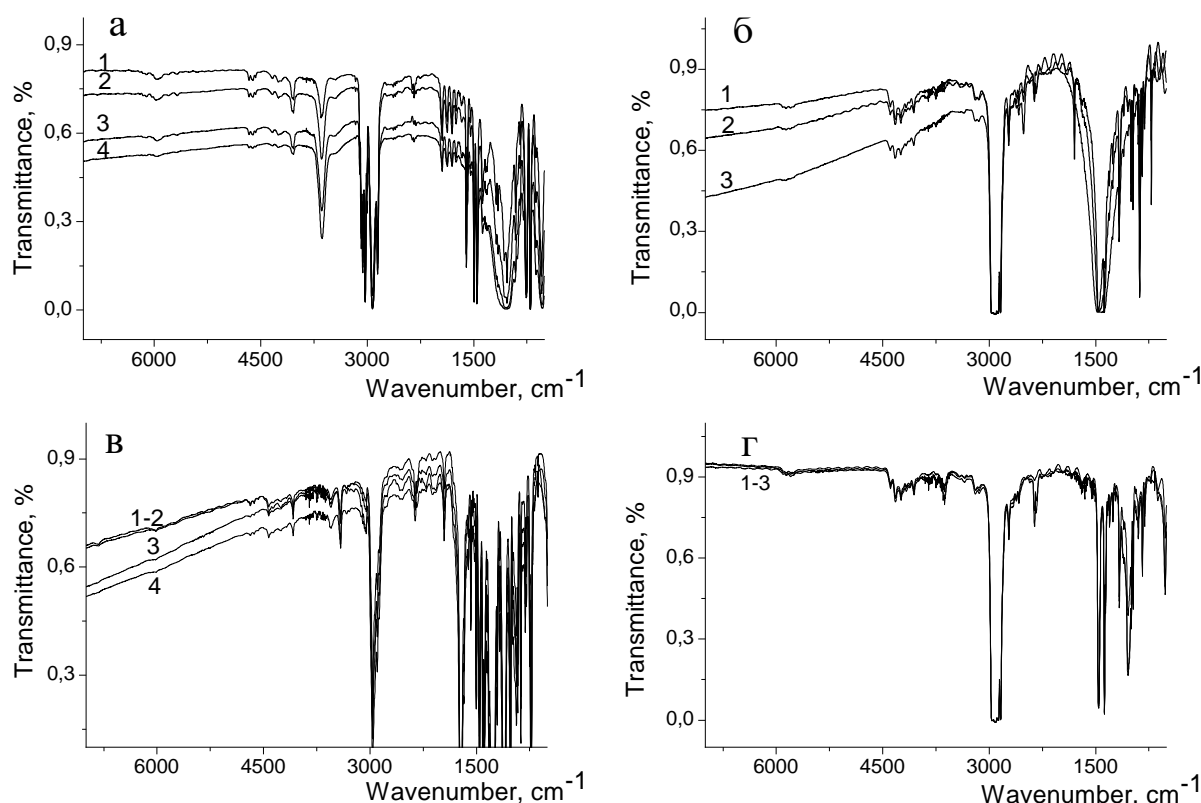 а
0,9
0,6
0,3
0,0
1
2
3
4
Transmittance, %
6000 4500 3000 1500
Wavenumber, cm-1
б
0,9
0,6
0,3
0,0
1
2
3
Transmittance, %
6000 4500 3000 1500
Wavenumber, cm-1
в
0,9
0,6
0,3
1-2
3
4
Transmittance, %
6000 4500 3000 1500
Wavenumber, cm-1
г
0,9
0,6
0,3
0,0
1-3
Transmittance, %
6000 4500 3000 1500
Wavenumber, cm-1